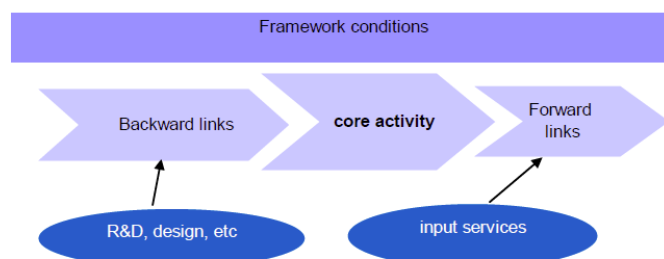 Framework conditions
Backward links
core activity
Forward
links
R&D, design, etc
input services